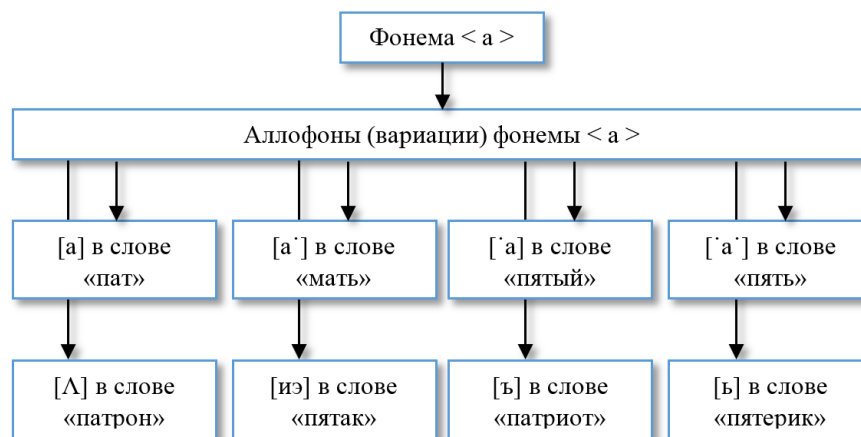 Фонема < а >
Аллофоны (вариации) фонемы < а >
[а] в слове
«пат»
[а˙] в слове
«мать»
[˙а] в слове
«пятый»
[˙а˙] в слове
«пять»
[Λ] в слове
«патрон»
[иэ] в слове
«пятак»
[ъ] в слове
«патриот»
[ь] в слове
«пятерик»